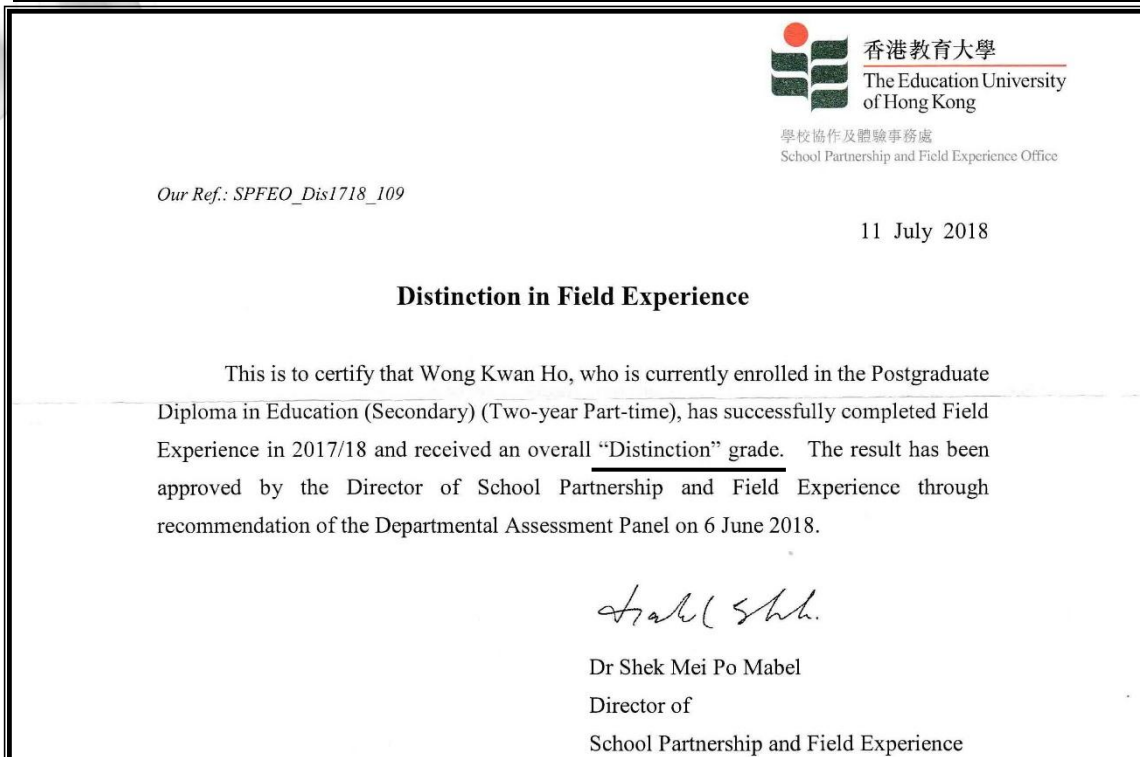 香港教育大學
The Education University
of Hong Kong
學校協作及體驗事務處
School Partnership and Field Experience Office
Our Ref.: SPFEO_Dis1718_109
11 July 2018
Distinction in Field Experience
This is to certify that Wong Kwan Ho, who is currently enrolled in the Postgraduate
Diploma in Education (Secondary) (Two-year Part-time), has successfully completed Field
Experience in 2017/18 and received an overall “Distinction” grade. The result has been
approved by the Director of School Partnership and Field Experience through
recommendation of the Departmental Assessment Panel on 6 June 2018.
Dr Shek Mei Po Mabel
Director of
School Partnership and Field Experience